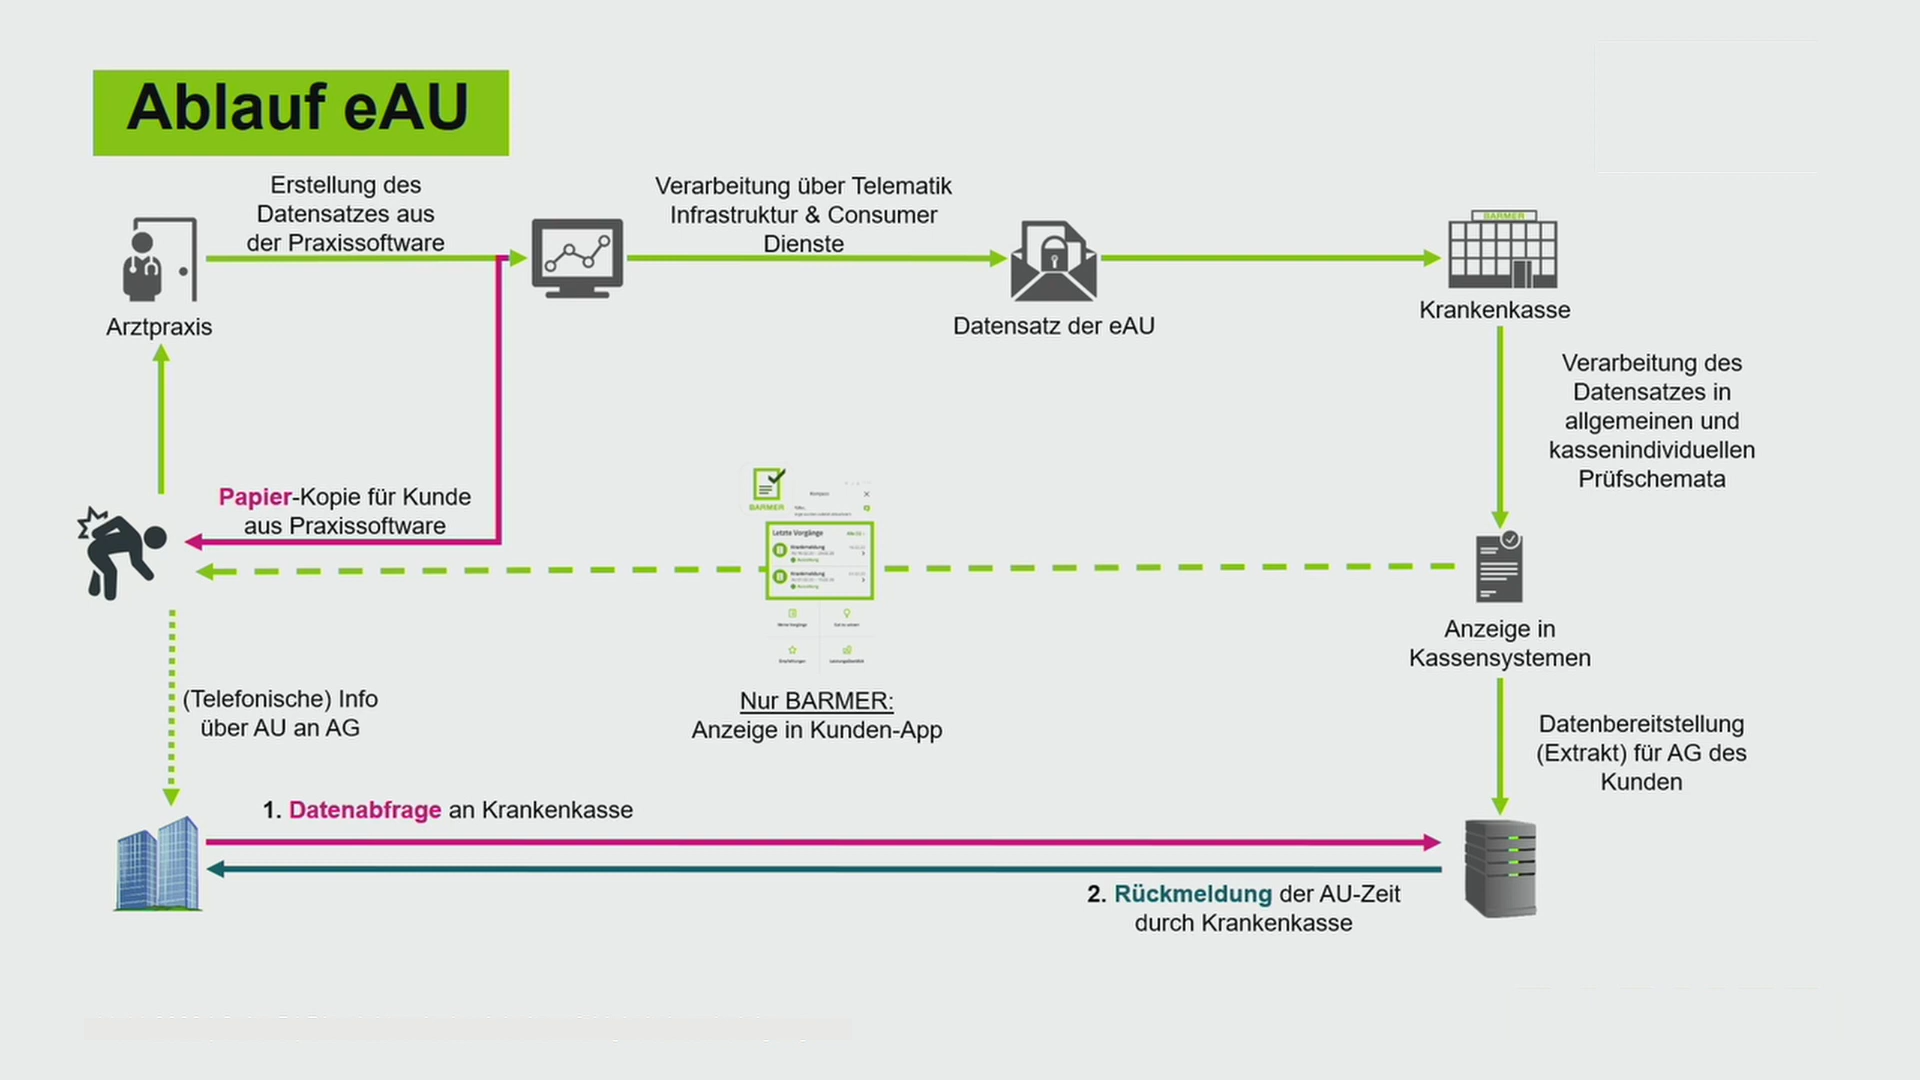 Ablauf eAU
Erstellung des
Datensatzes aus
der Praxissoftware
Verarbeitung über Telematik
Infrastruktur & Consumer
Dienste
BARMER
Arztpraxis
Datensatz der eAU
Krankenkasse
Verarbeitung des
Datensatzes in
allgemeinen und
kassenindividuellen
Prüfschemata
Papier-Kopie für Kunde
aus Praxissoftware
BARMER
Letzte Vorgänge
Krankmeldung
Krankmeldung
Anzeige in
Kassensystemen
(Telefonische) Info
über AU an AG
Nur BARMER:
Anzeige in Kunden-App
Datenbereitstellung
(Extrakt) für AG des
Kunden
1. Datenabfrage an Krankenkasse
2. Rückmeldung der AU-Zeit
durch Krankenkasse